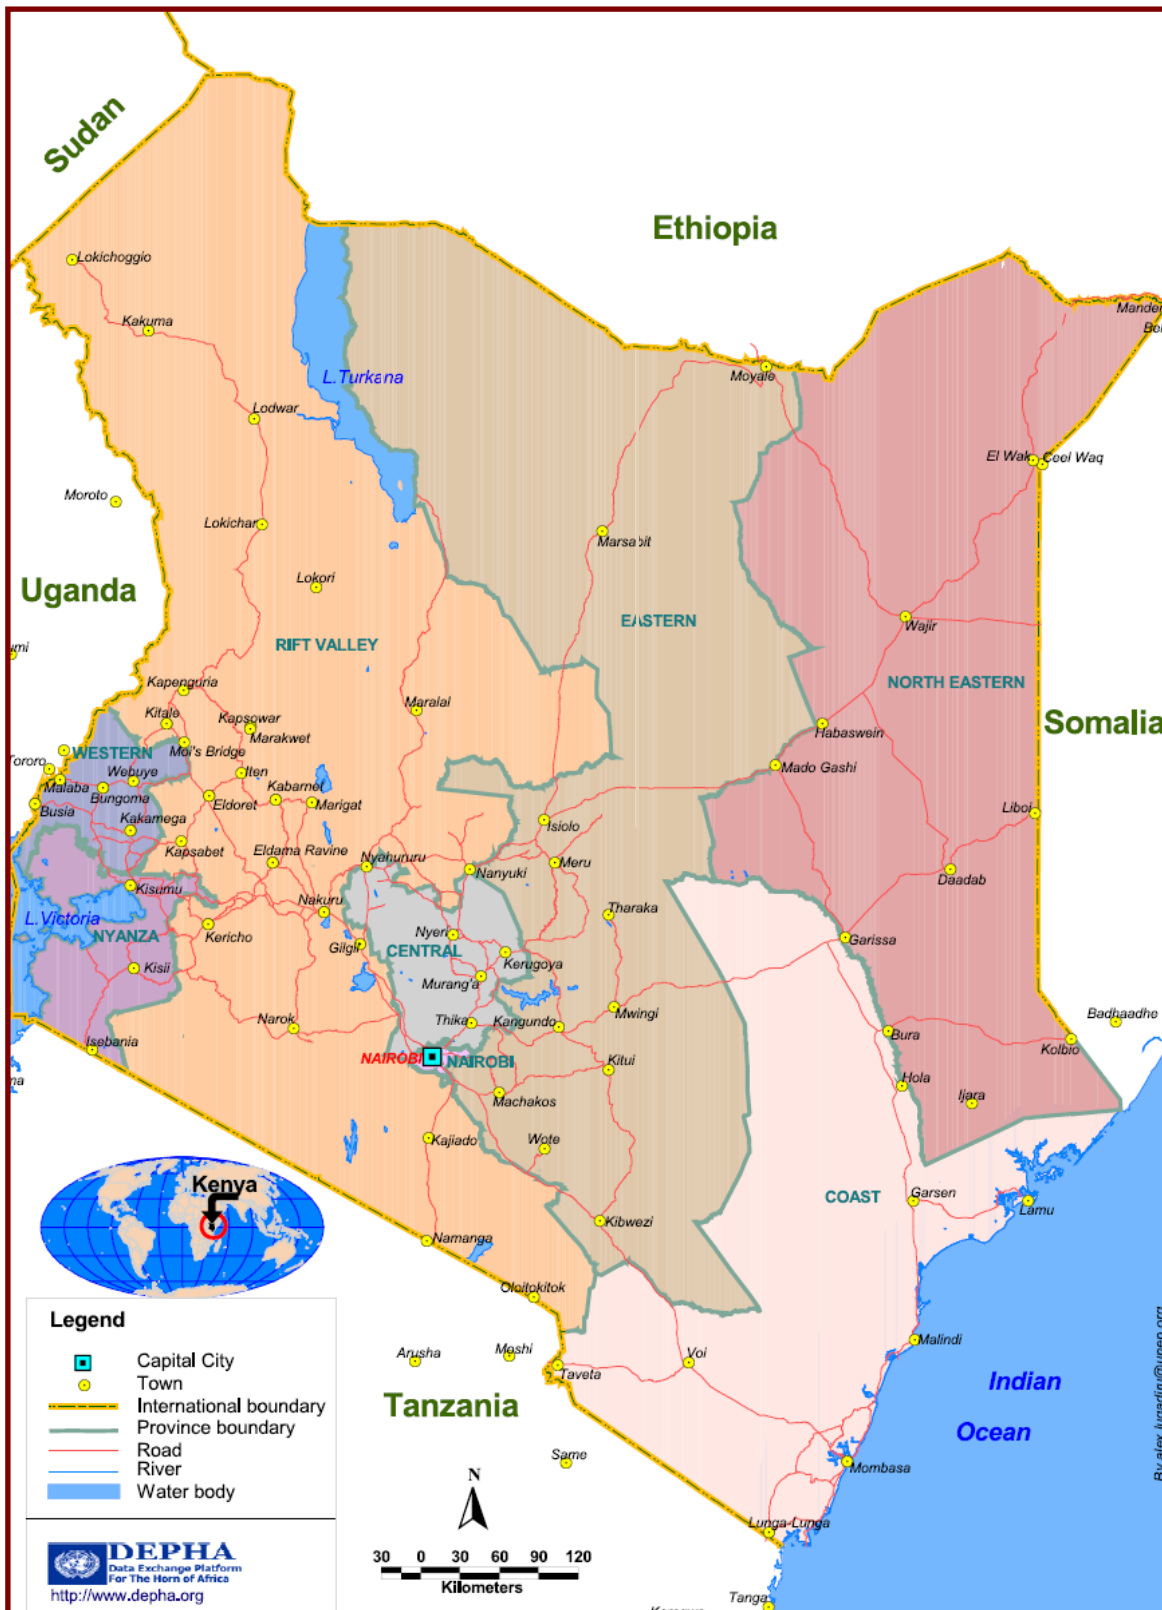 Sudan
Ethiopia
Lokichoggio
Kakuma
Mander
Be
L.Turkana
Moyale
Lodwar
El Wak
Ceel Waq
Moroto
Lokichar
Marsabit
Lokori
Uganda
EASTERN
Wajir
RIFT VALLEY
umi
Kapenguria
NORTH EASTERN
Maralal
Kitale
Kapsowar
Marakwet
Habaswein
Somalia
Moi's Bridge
WESTERN
Tororo
Webuye
Iten
Mado Gashi
Malaba
Bungoma
Kabarnet
Eldoret
Marigat
Busia
Liboi
Kakamega
Isiolo
Kapsabet
Eldama Ravine
Nyahururu
Meru
Nanyuki
Daadab
Kisumu
Nakuru
Tharaka
L.Victoria
NYANZA
Kericho
Nyeri
Garissa
Gilgil
CENTRAL
Kerugoya
Kisii
Murang'a
Mwingi
Badhaadhe
Narok
Thika
Kangundo
Bura
Isebania
Kolbio
NAIROBI
NAIROBI
Kitui
ma
Hola
Machakos
Ijara
Kajiado
Wote
Kenya
COAST
Garsen
Lamu
Kibwezi
Namanga
Oloitokitok
Legend
Malindi
Arusha
Moshi
Voi
Capital City
Taveta
Town
Indian
Tanzania
International boundary
Province boundary
Ocean
Road
Same
River
Mombasa
Water body
N
Lunga-Lunga
DEPHA
Data Exchange Platform
For The Horn of Africa
30 0 30 60 90 120
Kilometers
http://www.depha.org
Tanga